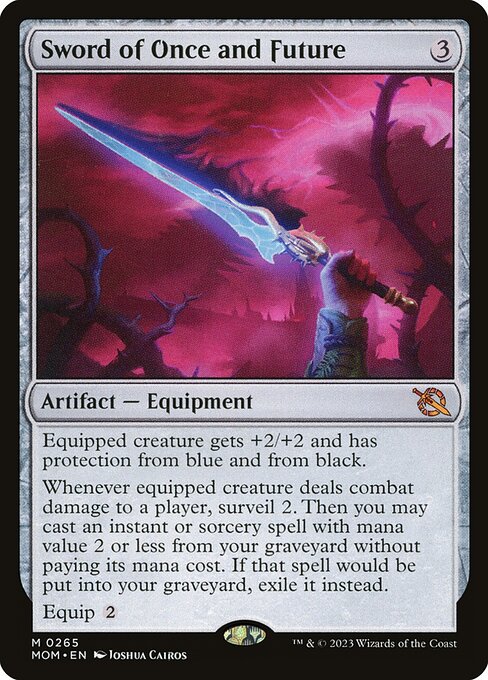 Sword of Once and Future 3
Artifact — Equipment
Equipped creature gets +2/+2 and has
protection from blue and from black.
Whenever equipped creature deals combat
damage to a player, surveil 2. Then you may
cast an instant or sorcery spell with mana
value 2 or less from your graveyard without
paying its mana cost. If that spell would be
put into your graveyard, exile it instead.
Equip 2
M 0265
MOM • EN Joshua Cairos
™ & © 2023 Wizards of the Coast